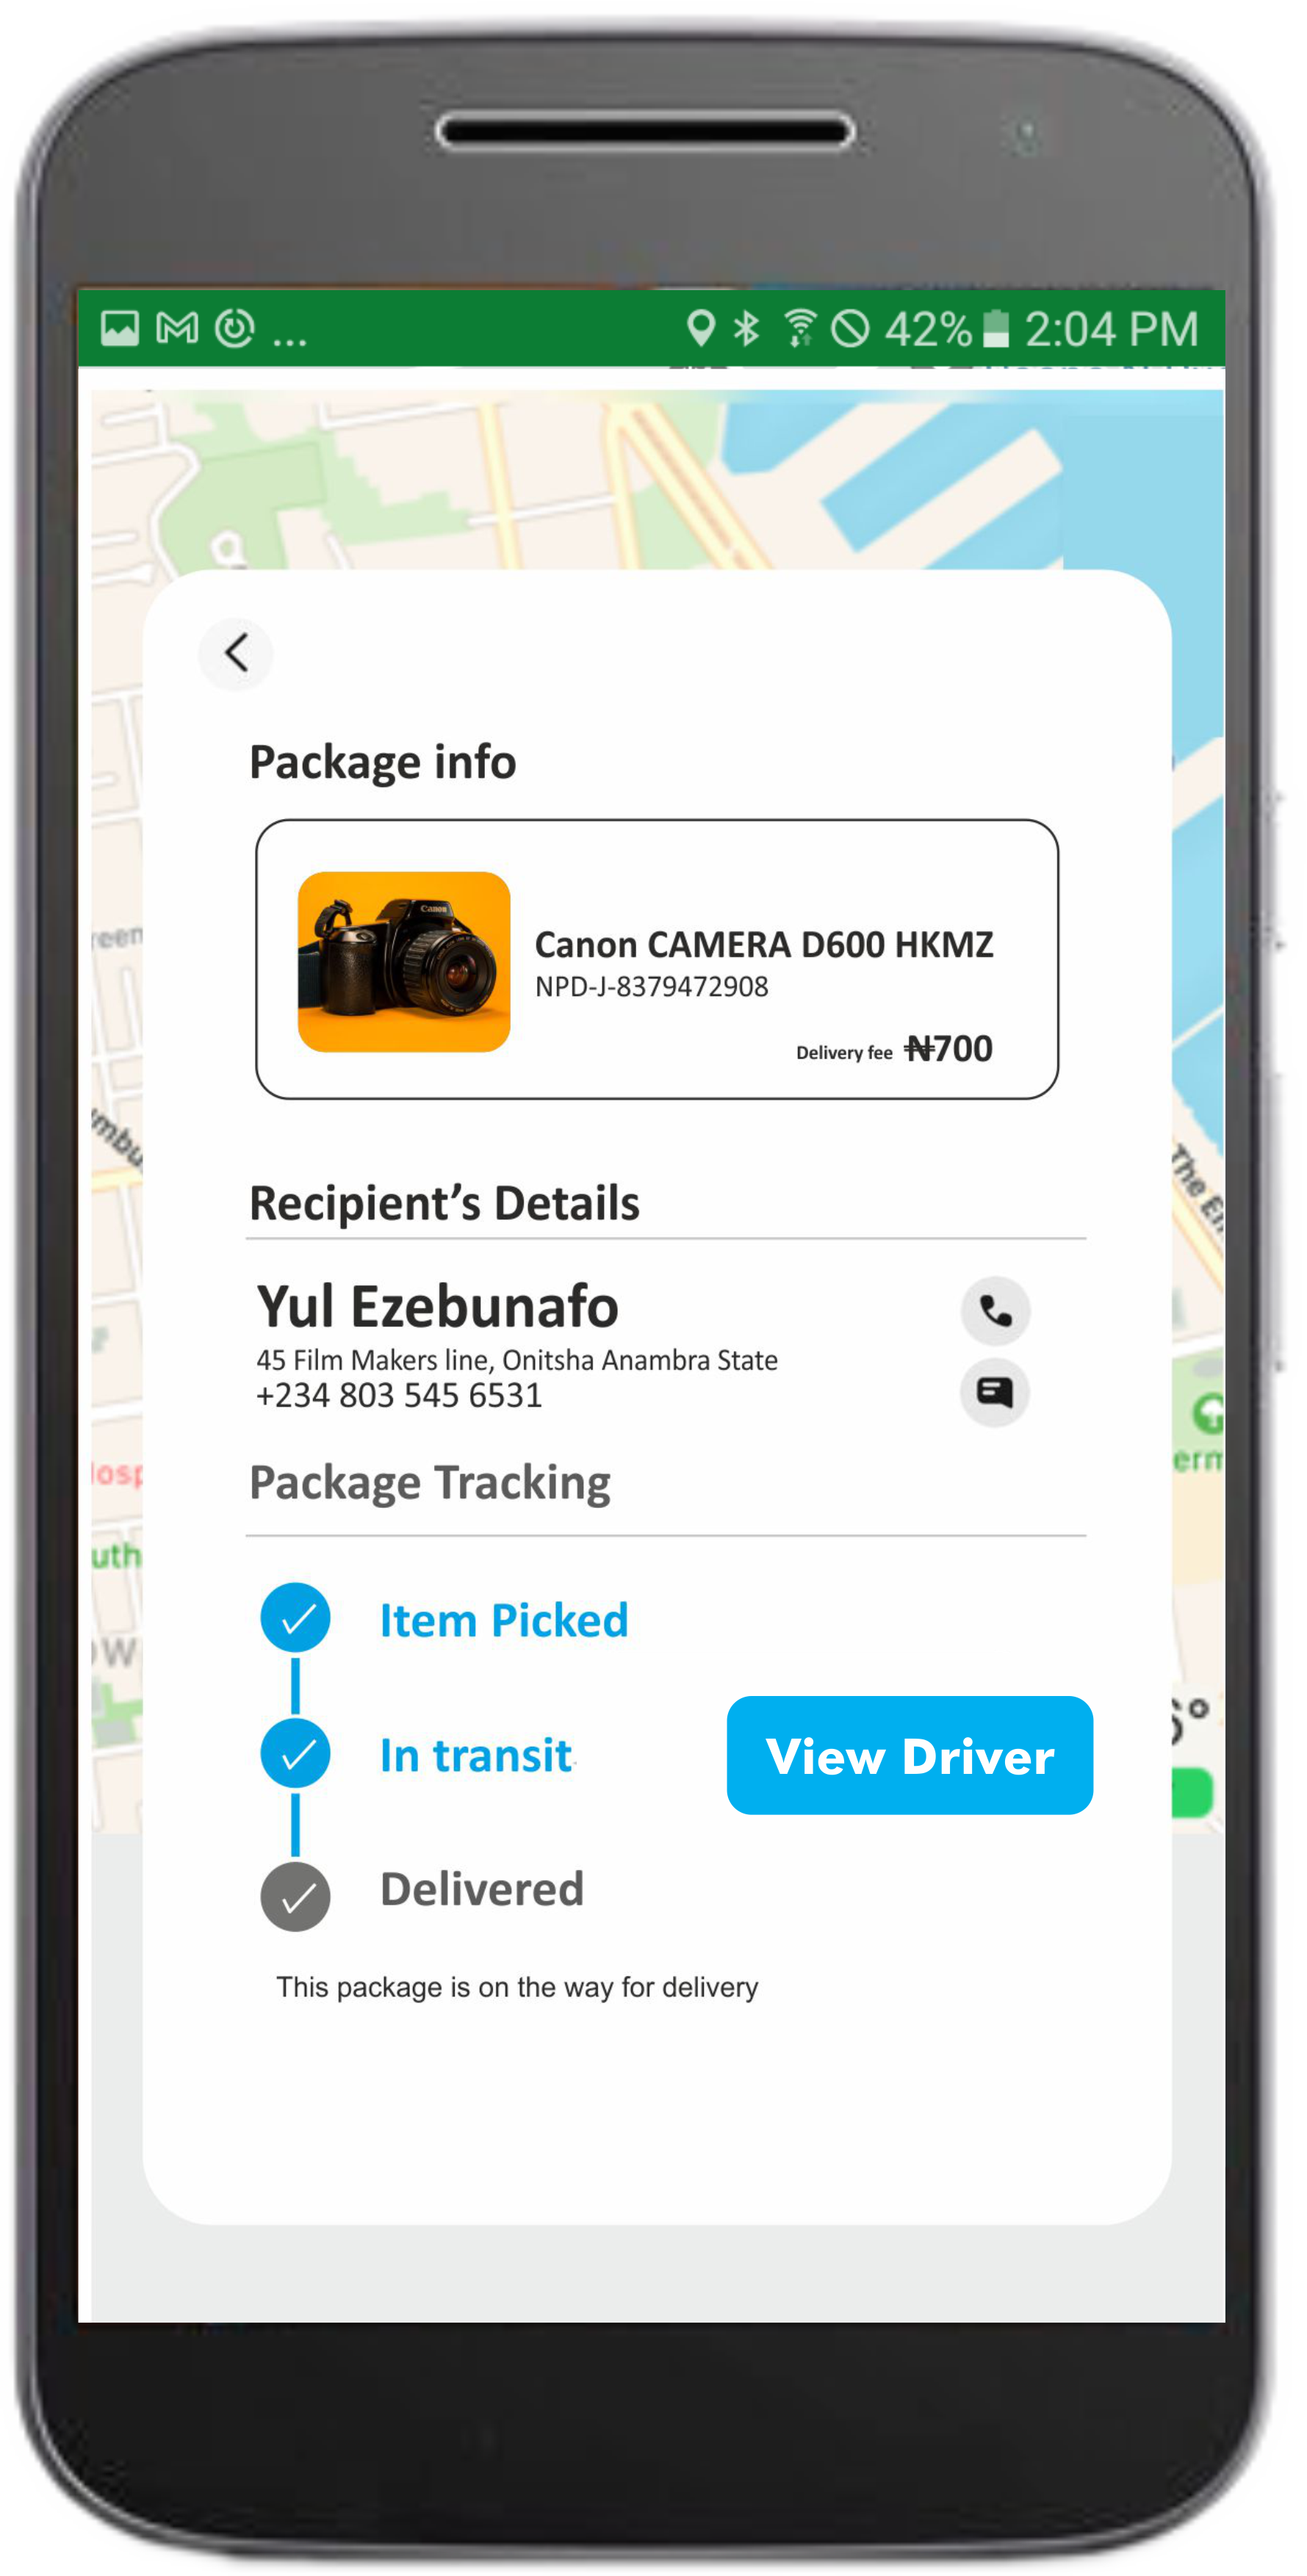 ... 42% 2:04 PM
Package info
Canon
Canon CAMERA D600 HKMZ
NPD-J-8379472908
Delivery fee ₦700
Recipient’s Details
Yul Ezebunafo
45 Film Makers line, Onitsha Anambra State
+234 803 545 6531
Package Tracking
Item Picked
In transit
View Driver
Delivered
This package is on the way for delivery